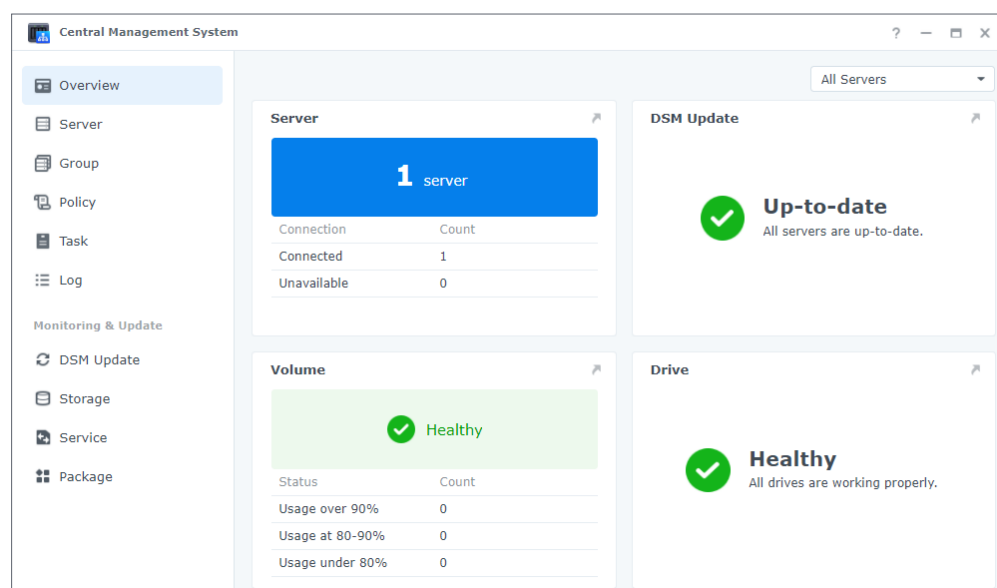 Central Management System
?
All Servers
Overview
Server
Group
Policy
Task
Log
Monitoring & Update
DSM Update
Storage
Service
Package
Server
1 server
Connection Count
Connected 1
Unavailable 0
DSM Update
Up-to-date
All servers are up-to-date.
Volume
Healthy
Status Count
Usage over 90% 0
Usage at 80-90% 0
Usage under 80% 0
Drive
Healthy
All drives are working properly.